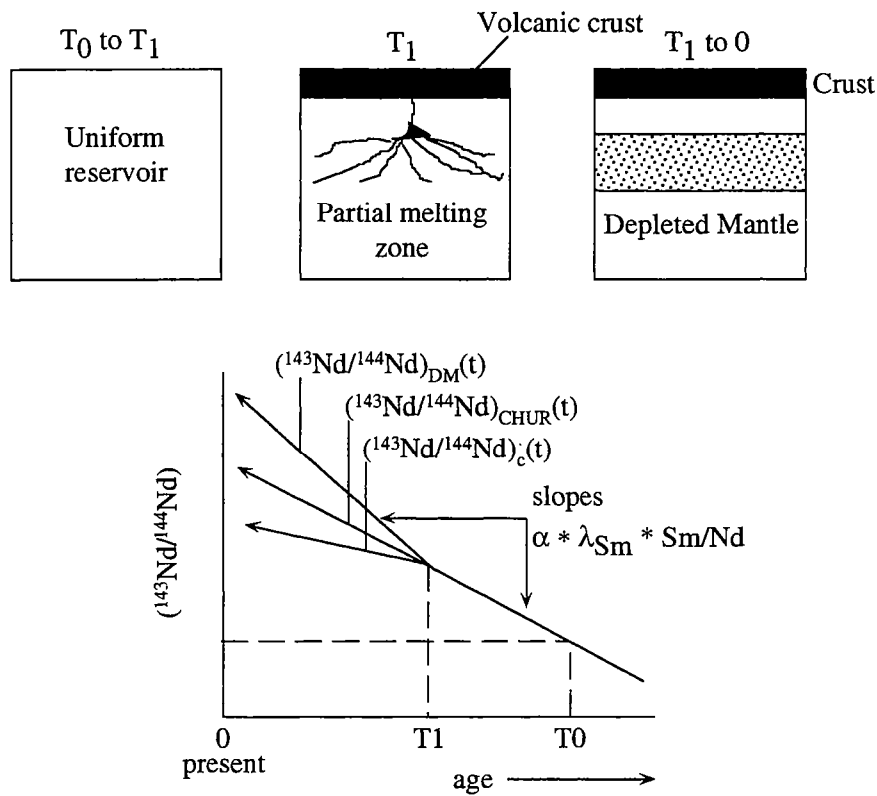 T₀ to T₁
T₁
Volcanic crust
T₁ to 0
Crust
Uniform
reservoir
Partial melting
zone
Depleted Mantle
(¹⁴³Nd/¹⁴⁴Nd)DM(t)
(¹⁴³Nd/¹⁴⁴Nd)CHUR(t)
(¹⁴³Nd/¹⁴⁴Nd)c(t)
slopes
α * λSm * Sm/Nd
(¹⁴³Nd/¹⁴⁴Nd)
0
T1
T0
present
age